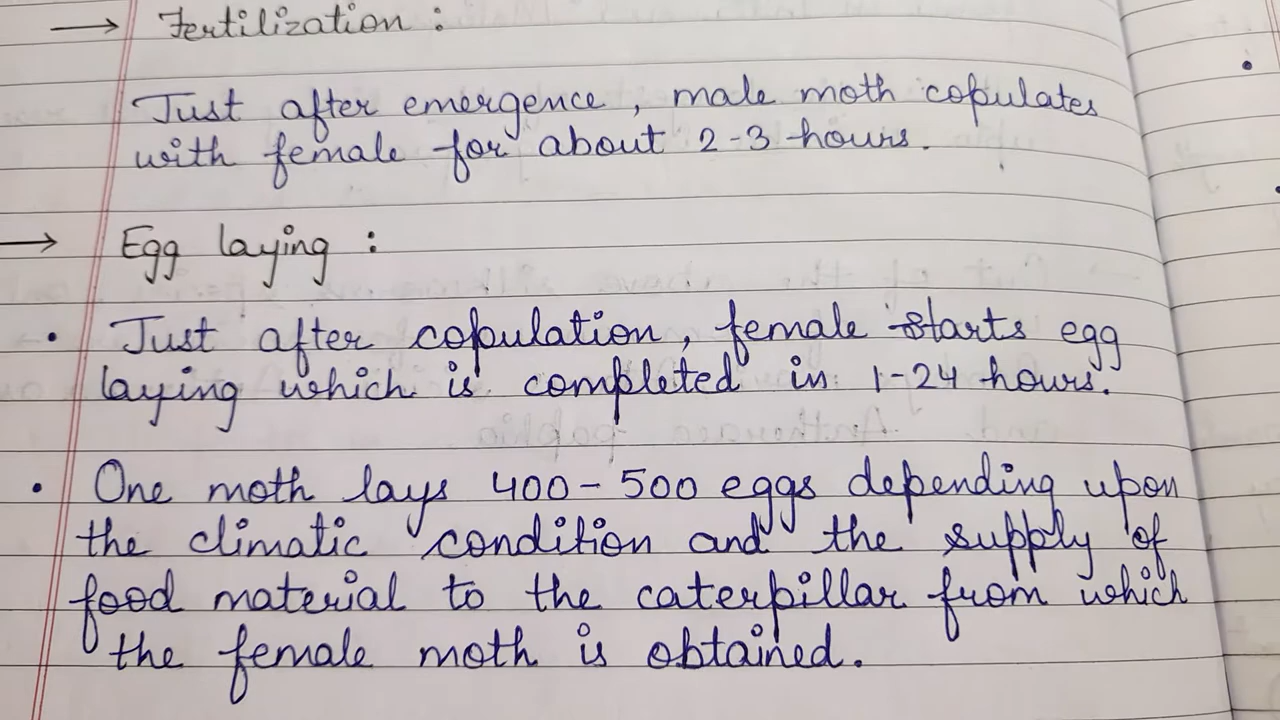 → Fertilization :
Just after emergence, male moth copulates
with female for about 2-3 hours.
→ Egg laying :
• Just after copulation, female starts egg
laying which is completed in 1-24 hours.
• One moth lays 400-500 eggs depending upon
the climatic condition and the supply of
food material to the caterpillar from which
the female moth is obtained.